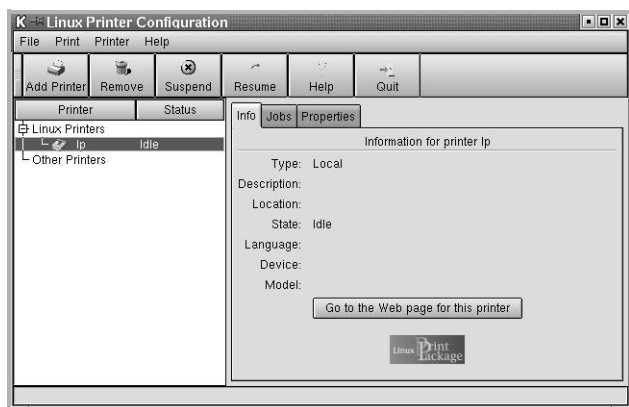 K Linux Printer Configuration
File Print Printer Help
Add Printer Remove Suspend Resume Help Quit
Printer Status
Linux Printers
lp Idle
Other Printers
Info Jobs Properties
Information for printer lp
Type: Local
Description:
Location:
State: Idle
Language:
Device:
Model:
Go to the Web page for this printer
Linux Print Package